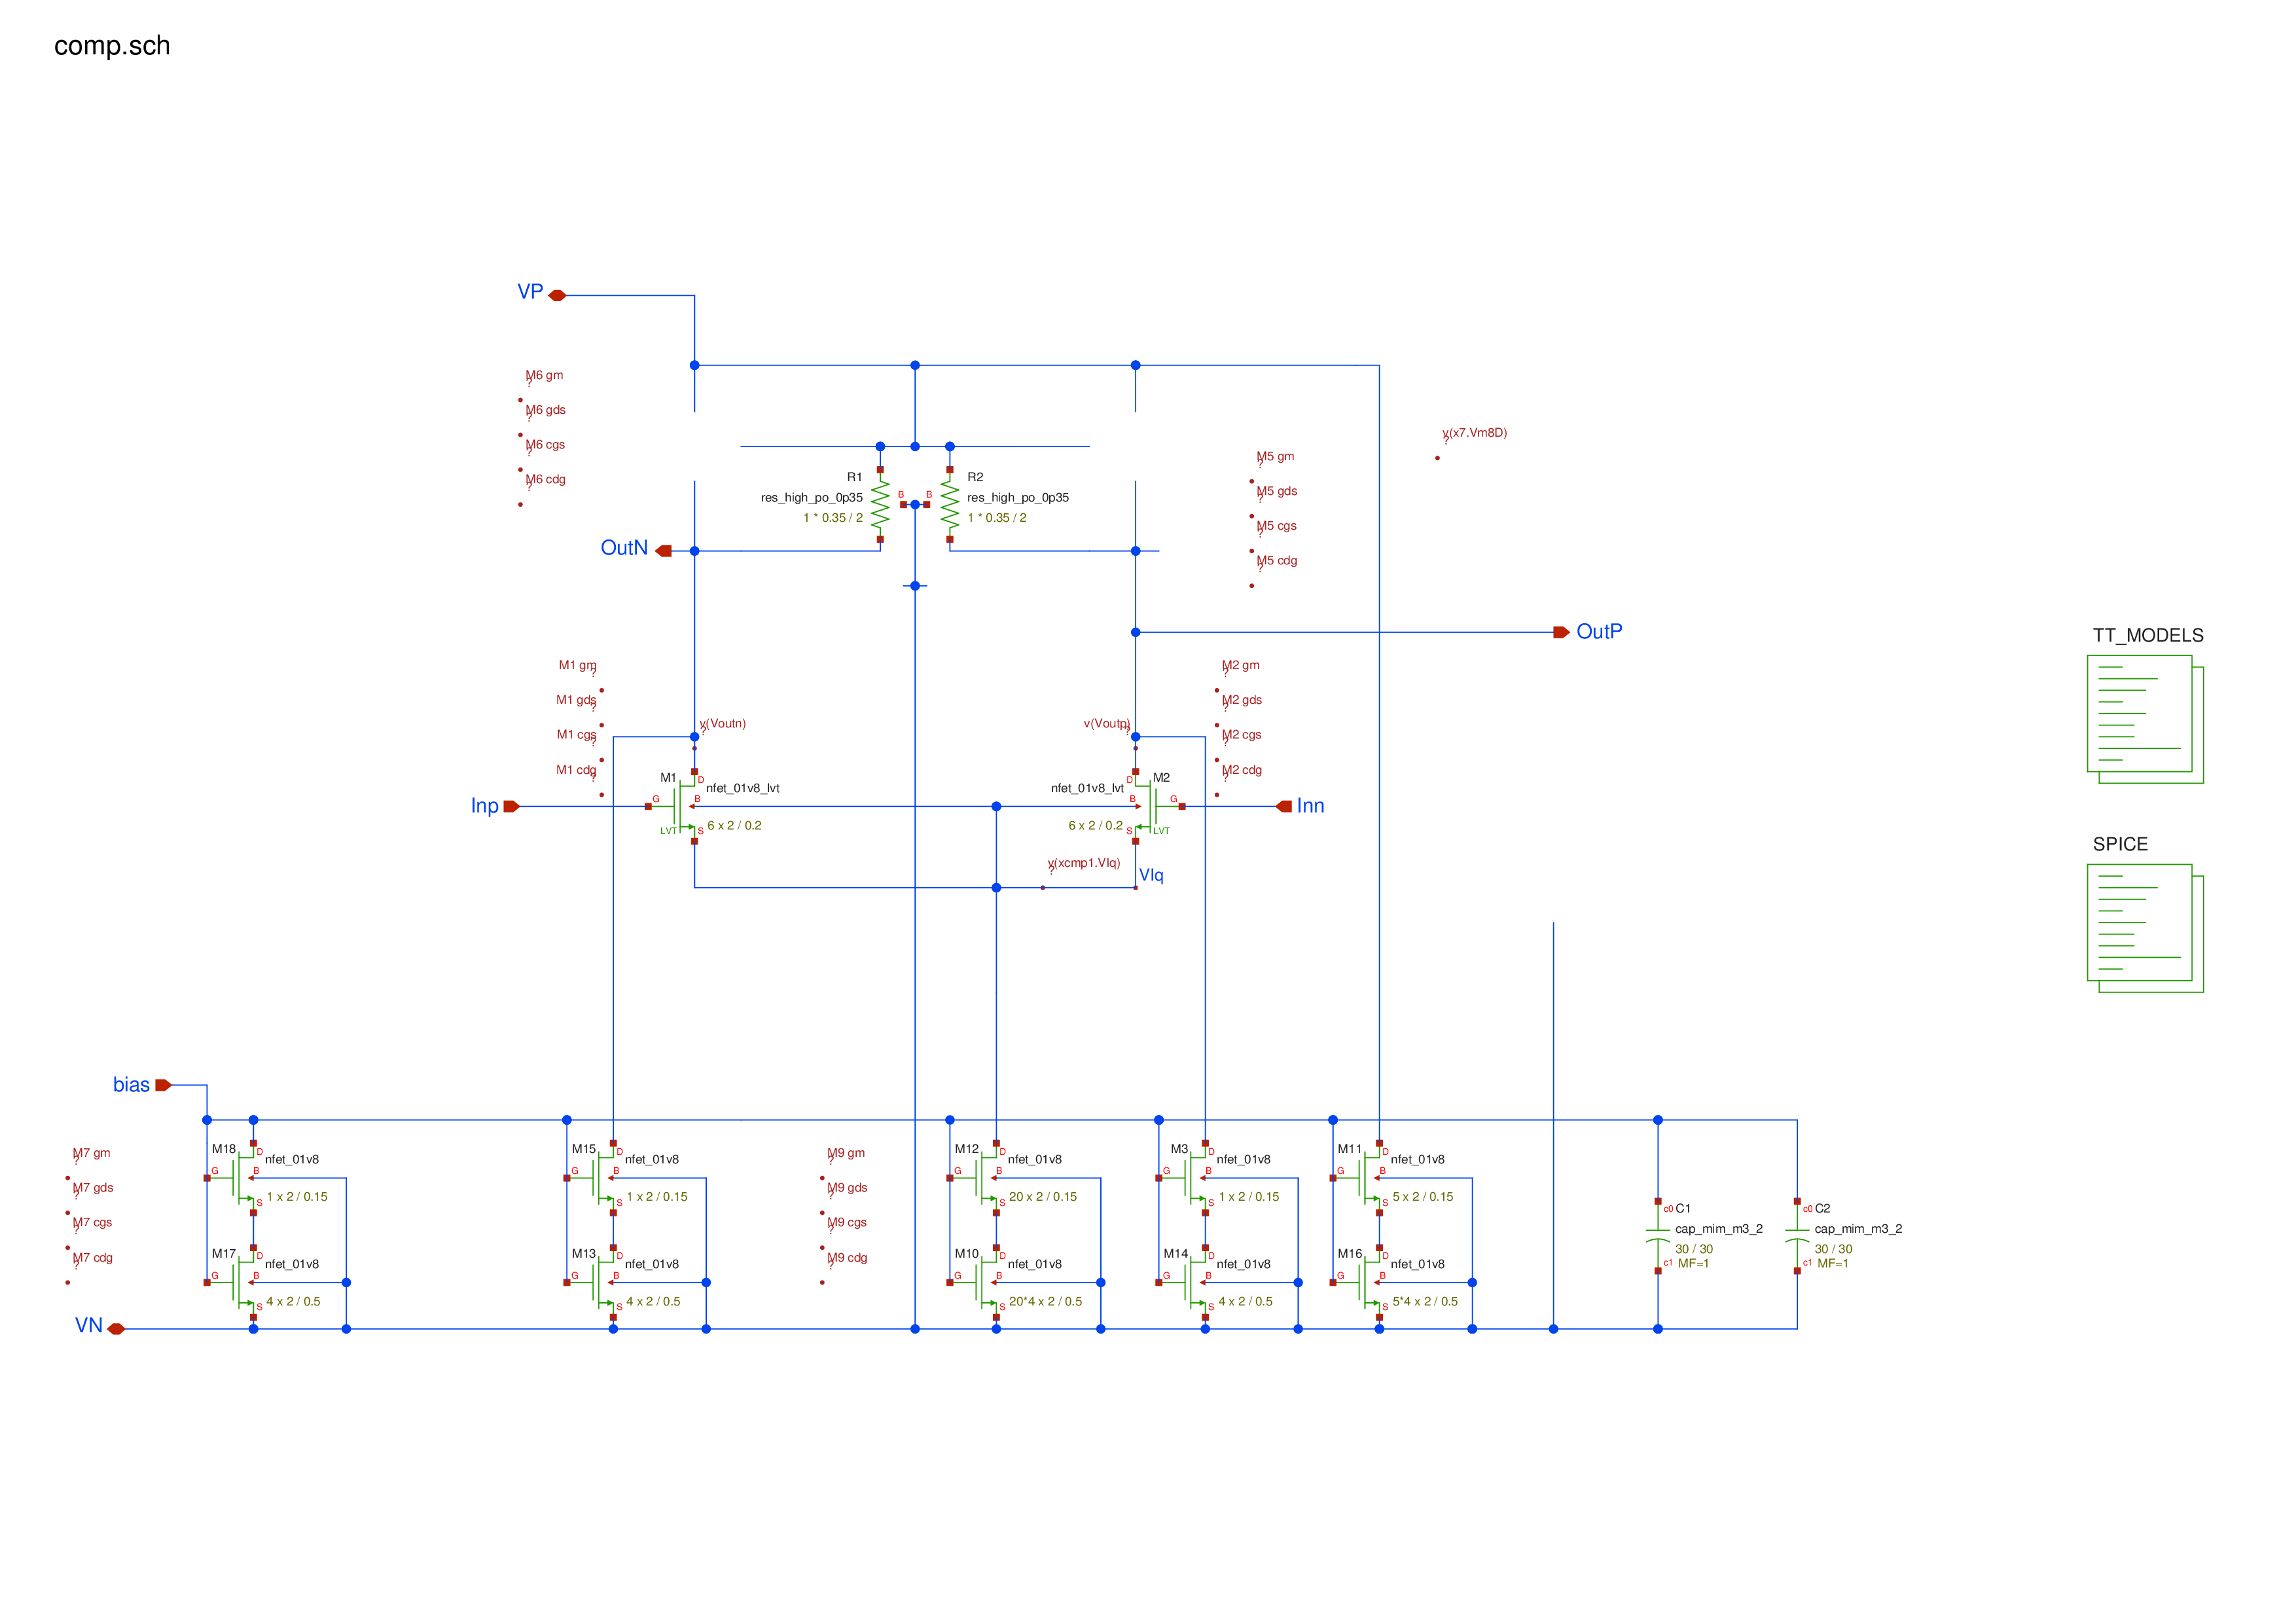 comp.sch
VP
M6 gm
?
M6 gds
?
M6 cgs
?
M6 cdg
?
v(x7.Vm8D)
?
M5 gm
?
M5 gds
?
M5 cgs
?
M5 cdg
?
R1
res_high_po_0p35
1 * 0.35 / 2
B
B
R2
res_high_po_0p35
1 * 0.35 / 2
OutN
OutP
TT_MODELS
M1 gm
?
M1 gds
?
M1 cgs
?
M1 cdg
?
v(Voutn)
?
v(Voutp)
?
M2 gm
?
M2 gds
?
M2 cgs
?
M2 cdg
?
Inp
M1
D
nfet_01v8_lvt
G
B
6 x 2 / 0.2
LVT
S
M2
D
nfet_01v8_lvt
B
G
6 x 2 / 0.2
S
LVT
Inn
v(xcmp1.VIq)
?
VIq
SPICE
bias
M7 gm
?
M7 gds
?
M7 cgs
?
M7 cdg
?
M18
D
nfet_01v8
G
B
1 x 2 / 0.15
S
M15
D
nfet_01v8
G
B
1 x 2 / 0.15
S
M9 gm
?
M9 gds
?
M9 cgs
?
M9 cdg
?
M12
D
nfet_01v8
G
B
20 x 2 / 0.15
S
M3
D
nfet_01v8
G
B
1 x 2 / 0.15
S
M11
D
nfet_01v8
G
B
5 x 2 / 0.15
S
c0 C1
cap_mim_m3_2
30 / 30
c1 MF=1
c0 C2
cap_mim_m3_2
30 / 30
c1 MF=1
M17
D
nfet_01v8
G
B
4 x 2 / 0.5
S
M13
D
nfet_01v8
G
B
4 x 2 / 0.5
S
M10
D
nfet_01v8
G
B
20*4 x 2 / 0.5
S
M14
D
nfet_01v8
G
B
4 x 2 / 0.5
S
M16
D
nfet_01v8
G
B
5*4 x 2 / 0.5
S
VN